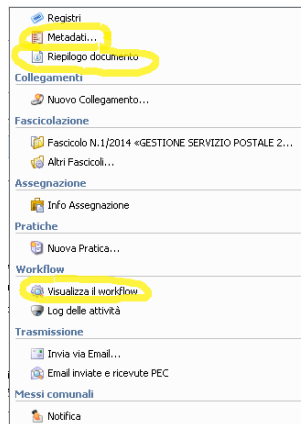 Registri
Metadati...
Riepilogo documento
Collegamenti
Nuovo Collegamento...
Fascicolazione
Fascicolo N.1/2014 «GESTIONE SERVIZIO POSTALE 2...
Altri Fascicoli...
Assegnazione
Info Assegnazione
Pratiche
Nuova Pratica...
Workflow
Visualizza il workflow
Log delle attività
Trasmissione
Invia via Email...
Email inviate e ricevute PEC
Messi comunali
Notifica